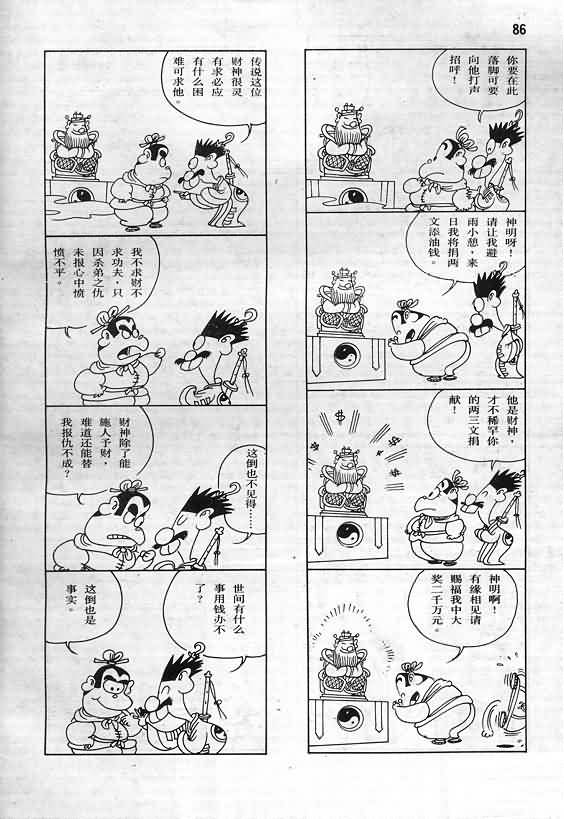 86
你要在此
落脚可要
向他打声
招呼！
神明呀！
请让我避
雨小憩，来
日我将捐两
文添油钱。
他是财神，
才不稀罕你
的两三文捐
献！
神明啊！
有缘相见请
赐福我中大
奖二千万元。
传说这位
财神很灵
有求必应
有什么困
难可求他。
我不求财不
求功夫，只
因杀弟之仇
未报心中愤
愤不平。
财神除了能
施人予财，
难道还能替
我报仇不成？
这倒也不见得……
世间有什么
事用钱办不
了？
这倒也是
事实。